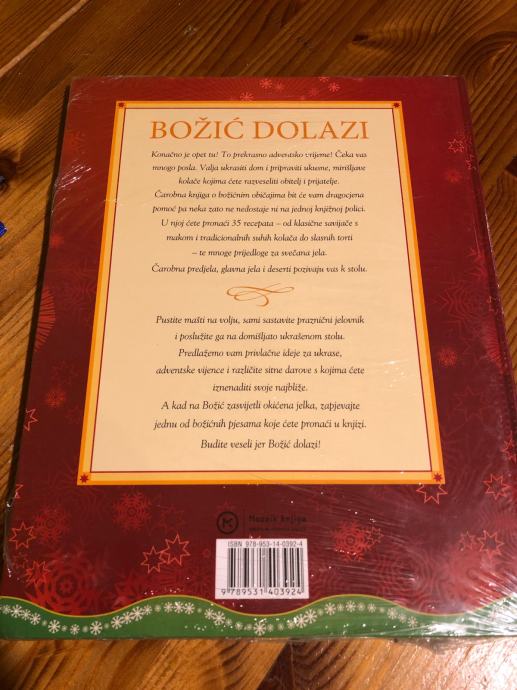 BOŽIĆ DOLAZI
Konačno je opet tu! To prekrasno adventsko vrijeme! Čeka vas
mnogo posla. Valja ukrasiti dom i pripraviti ukusne, mirišljave
kolače kojima ćete razveseliti obitelj i prijatelje.
Čarobna knjiga o božićnim običajima bit će vam dragocjena
pomoć pa neka zato ne nedostaje ni na jednoj knjižnoj polici.
U njoj ćete pronaći 35 recepata – od klasične savijače s
makom i tradicionalnih suhih kolača do slasnih torti
– te mnoge prijedloge za svečana jela.
Čarobna predjela, glavna jela i deserti pozivaju vas k stolu.
Pustite mašti na volju, sami sastavite praznični jelovnik
i poslužite ga na domišljato ukrašenom stolu.
Predlažemo vam privlačne ideje za ukrase,
adventske vijence i različite sitne darove s kojima ćete
iznenaditi svoje najbliže.
A kad na Božić zasvijetli okićena jelka, zapjevajte
jednu od božićnih pjesama koje ćete pronaći u knjizi.
Budite veseli jer Božić dolazi!
Mozaik knjiga
ISBN 978-953-14-0392-4
9 789531 403924